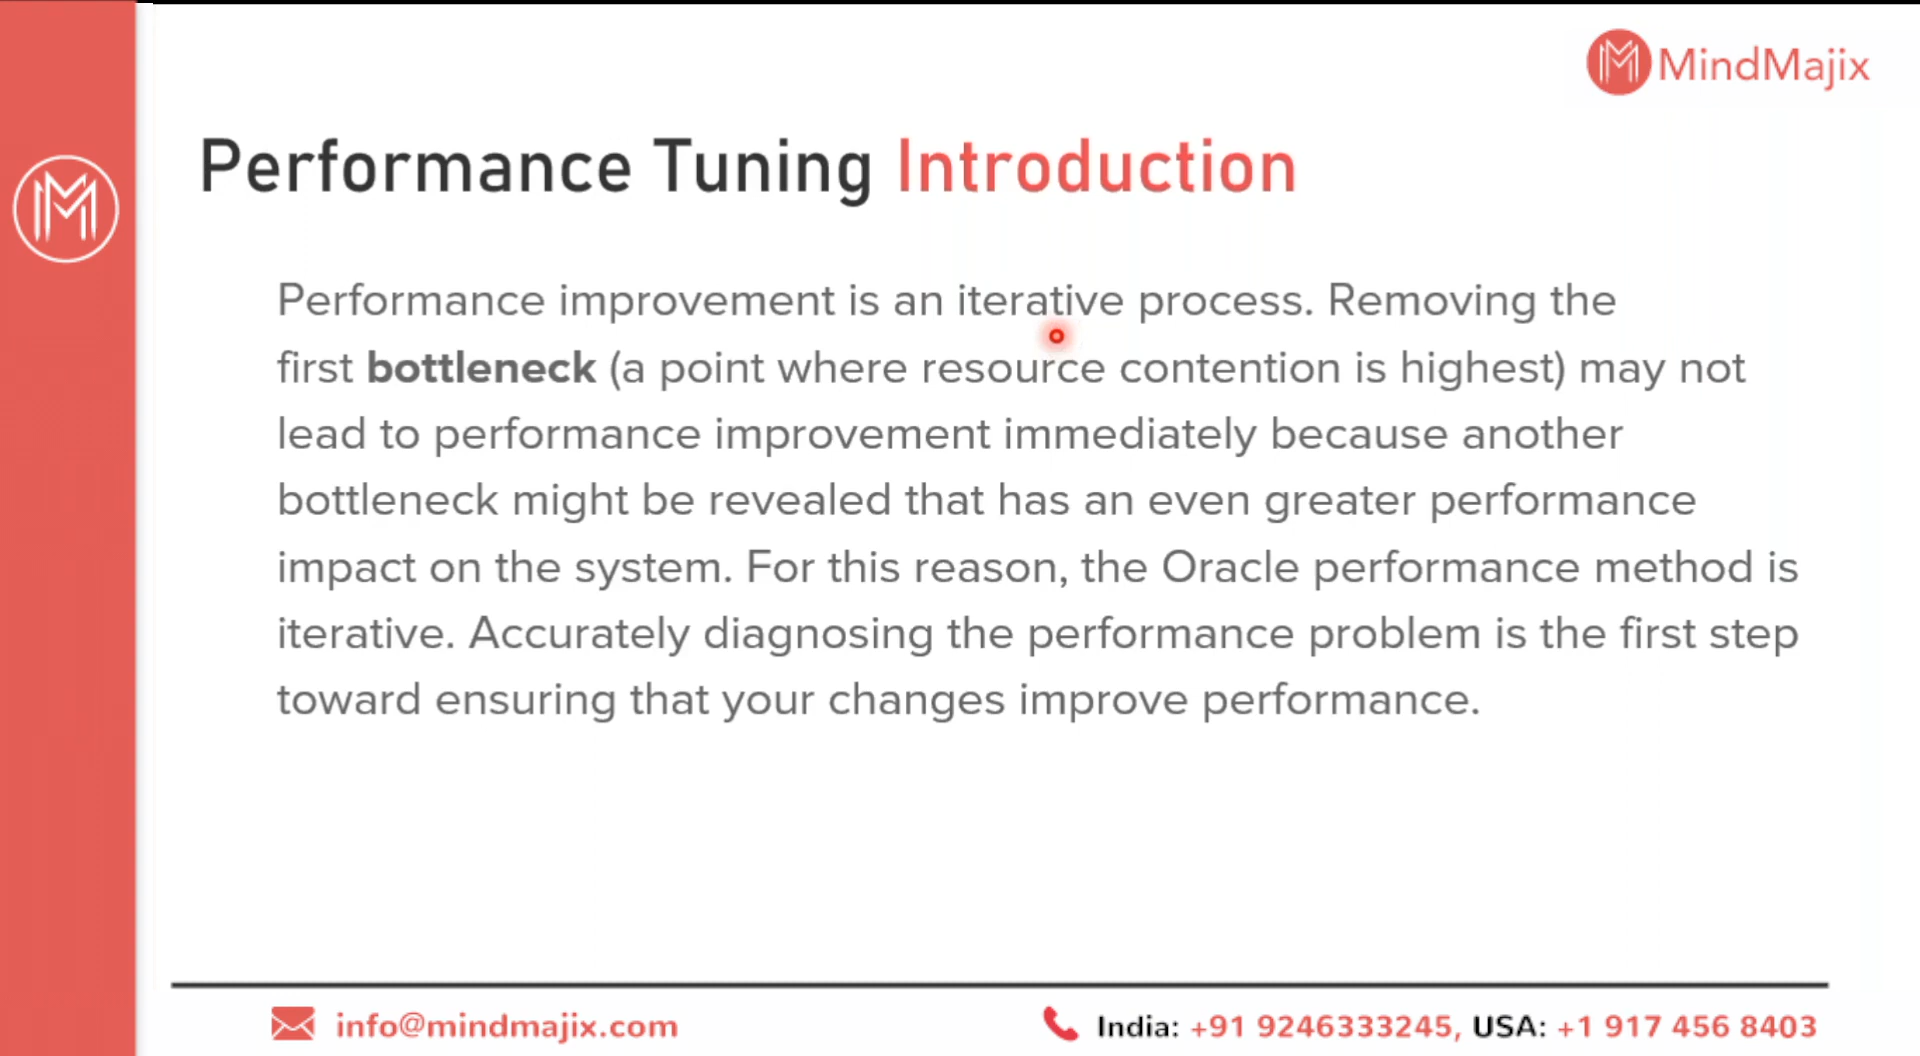 MindMajix
Performance Tuning Introduction
Performance improvement is an iterative process. Removing the
first bottleneck (a point where resource contention is highest) may not
lead to performance improvement immediately because another
bottleneck might be revealed that has an even greater performance
impact on the system. For this reason, the Oracle performance method is
iterative. Accurately diagnosing the performance problem is the first step
toward ensuring that your changes improve performance.
info@mindmajix.com
India: +91 9246333245, USA: +1 917 456 8403